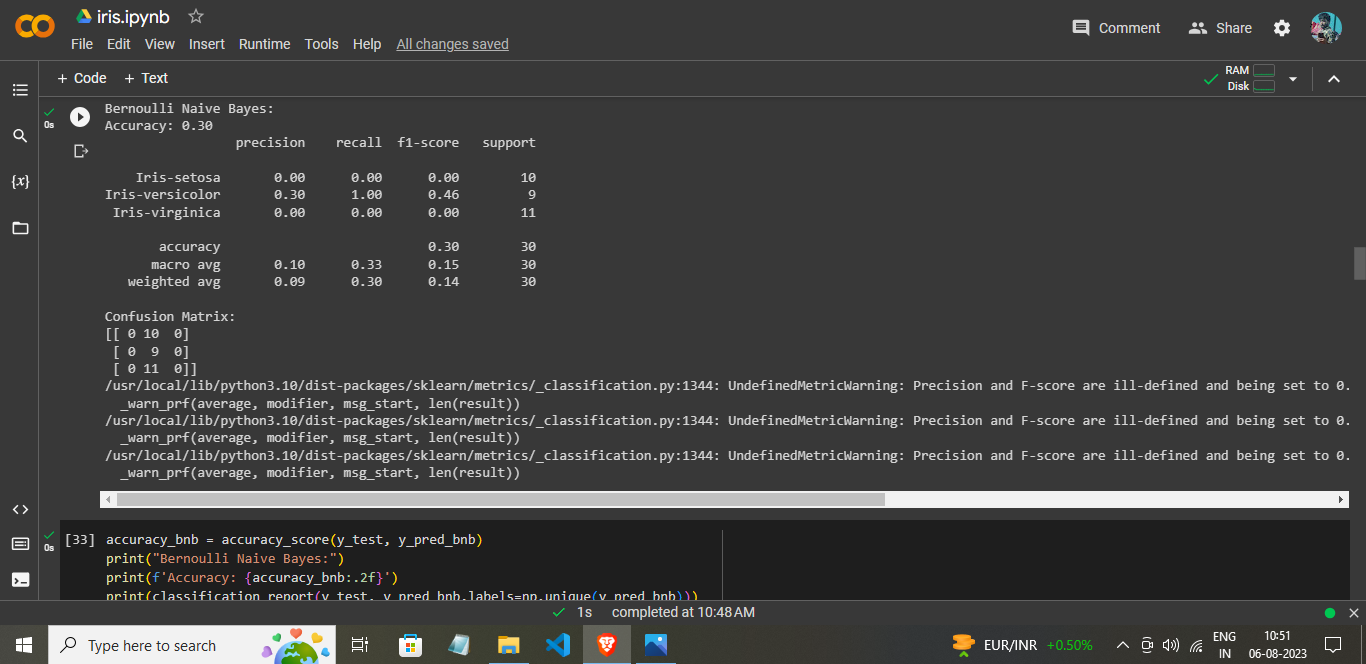 iris.ipynb
File Edit View Insert Runtime Tools Help All changes saved
Comment Share
+ Code + Text
RAM
Disk
0s
Bernoulli Naive Bayes:
Accuracy: 0.30
precision recall f1-score support
Iris-setosa 0.00 0.00 0.00 10
Iris-versicolor 0.30 1.00 0.46 9
Iris-virginica 0.00 0.00 0.00 11
accuracy 0.30 30
macro avg 0.10 0.33 0.15 30
weighted avg 0.09 0.30 0.14 30
Confusion Matrix:
[[ 0 10 0]
[ 0 9 0]
[ 0 11 0]]
/usr/local/lib/python3.10/dist-packages/sklearn/metrics/_classification.py:1344: UndefinedMetricWarning: Precision and F-score are ill-defined and being set to 0.
_warn_prf(average, modifier, msg_start, len(result))
/usr/local/lib/python3.10/dist-packages/sklearn/metrics/_classification.py:1344: UndefinedMetricWarning: Precision and F-score are ill-defined and being set to 0.
_warn_prf(average, modifier, msg_start, len(result))
/usr/local/lib/python3.10/dist-packages/sklearn/metrics/_classification.py:1344: UndefinedMetricWarning: Precision and F-score are ill-defined and being set to 0.
_warn_prf(average, modifier, msg_start, len(result))
0s
[33] accuracy_bnb = accuracy_score(y_test, y_pred_bnb)
print("Bernoulli Naive Bayes:")
print(f'Accuracy: {accuracy_bnb:.2f}')
print(classification_report(y_test, y_pred_bnb,labels=np.unique(y_pred_bnb)))
1s completed at 10:48 AM
Type here to search
EUR/INR +0.50%
ENG
IN
10:51
06-08-2023